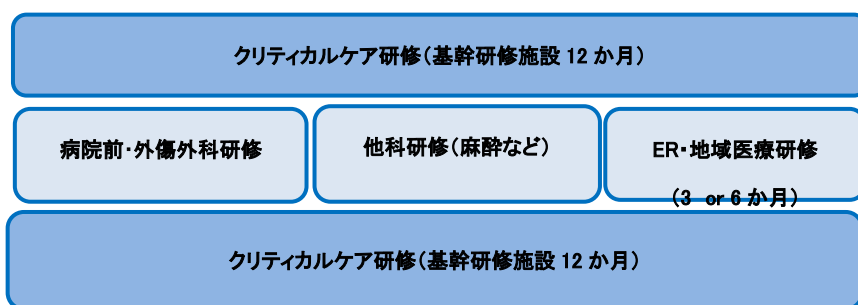 クリティカルケア研修（基幹研修施設 12 か月）
病院前・外傷外科研修
他科研修（麻酔など）
ER・地域医療研修
（3 or 6 か月）
クリティカルケア研修（基幹研修施設 12 か月）